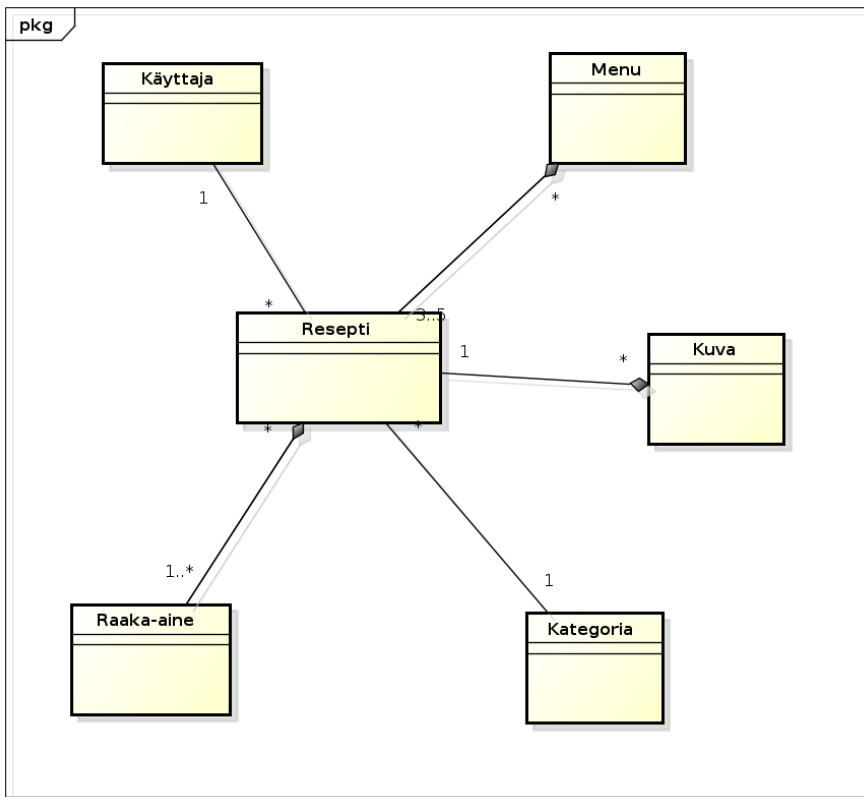 pkg
Käyttaja
Menu
1
*
*
3..5
Resepti
1
*
Kuva
*
*
1..*
1
Raaka-aine
Kategoria